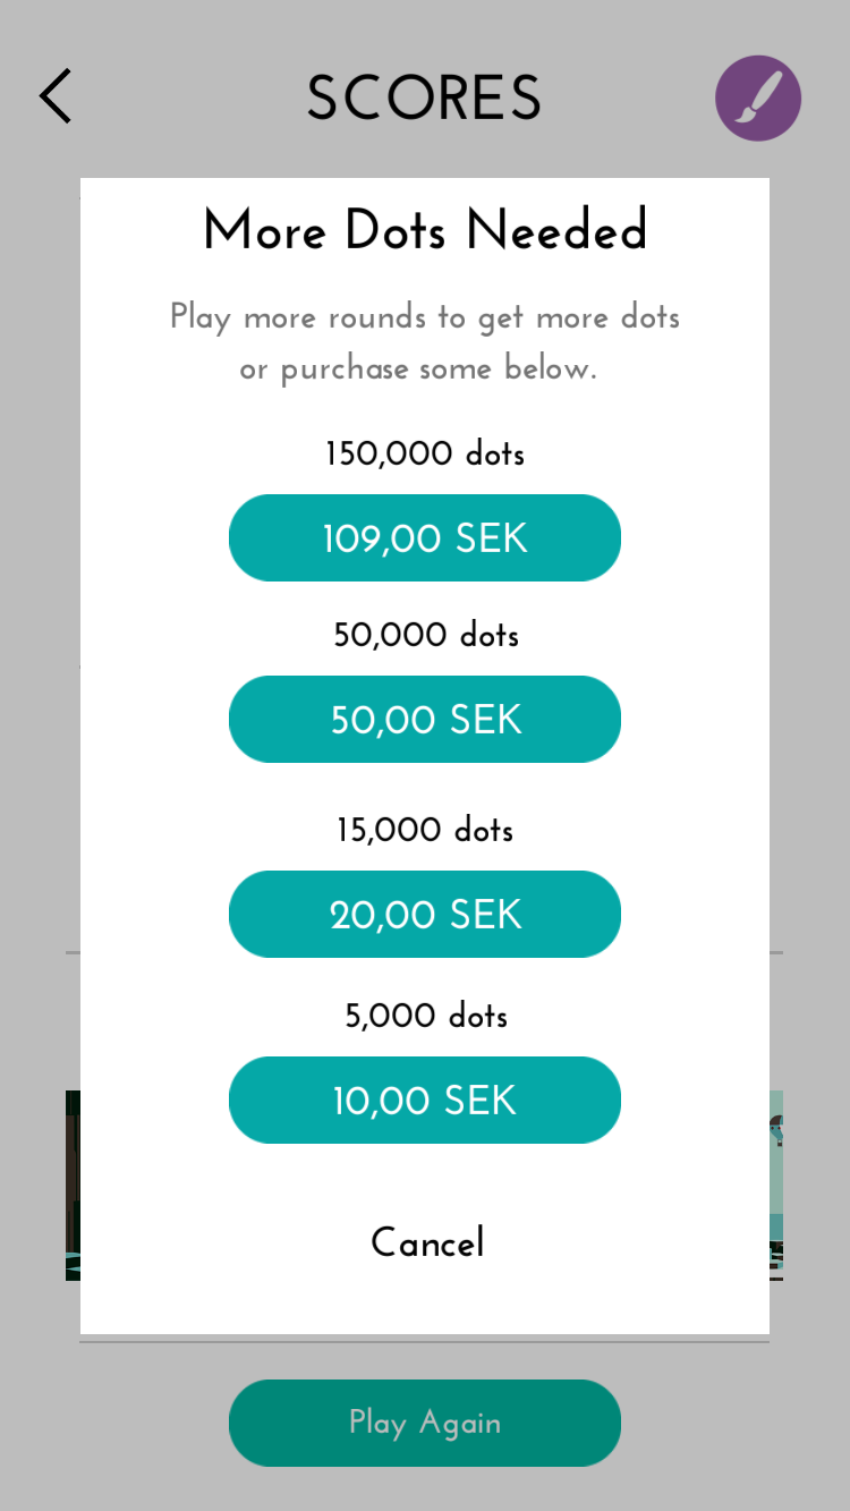 SCORES
More Dots Needed
Play more rounds to get more dots
or purchase some below.
150,000 dots
109,00 SEK
50,000 dots
50,00 SEK
15,000 dots
20,00 SEK
5,000 dots
10,00 SEK
Cancel
Play Again